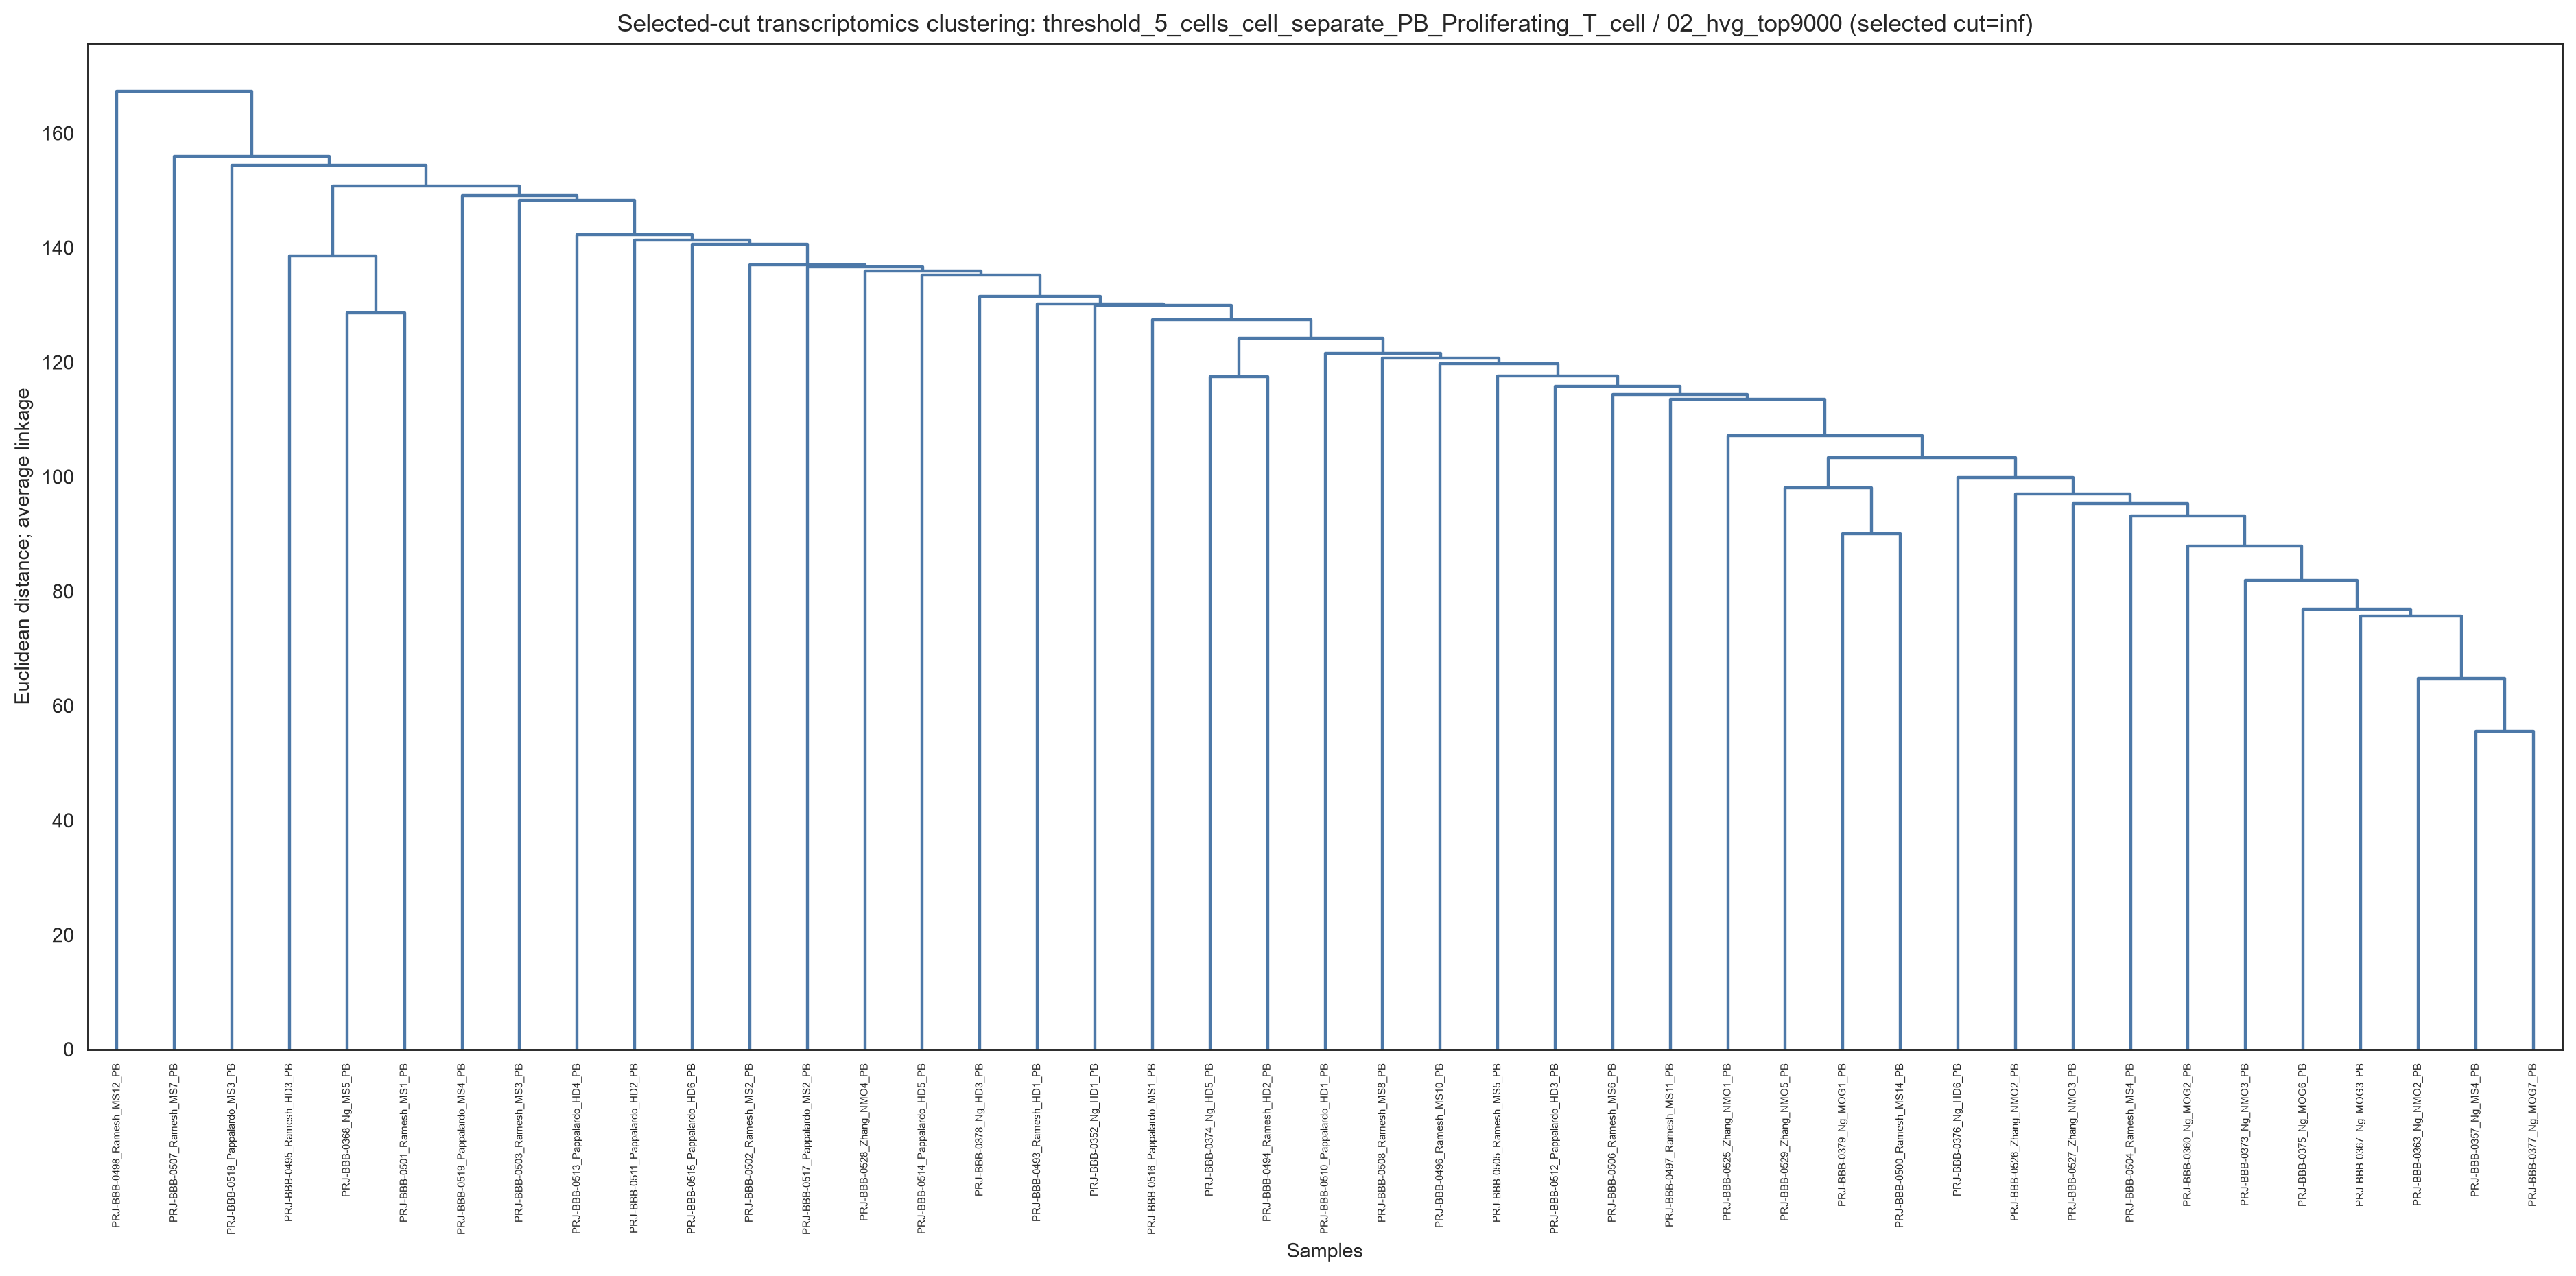 Selected-cut transcriptomics clustering: threshold_5_cells_cell_separate_PB_Proliferating_T_cell / 02_hvg_top9000 (selected cut=inf)
Euclidean distance; average linkage
160
140
120
100
80
60
40
20
0
PRJ-BBB-0498_Ramesh_MS12_PB
PRJ-BBB-0507_Ramesh_MS7_PB
PRJ-BBB-0518_Pappalardo_MS3_PB
PRJ-BBB-0495_Ramesh_HD3_PB
PRJ-BBB-0368_Ng_MS5_PB
PRJ-BBB-0501_Ramesh_MS1_PB
PRJ-BBB-0519_Pappalardo_MS4_PB
PRJ-BBB-0503_Ramesh_MS3_PB
PRJ-BBB-0513_Pappalardo_HD4_PB
PRJ-BBB-0511_Pappalardo_HD2_PB
PRJ-BBB-0515_Pappalardo_HD6_PB
PRJ-BBB-0502_Ramesh_MS2_PB
PRJ-BBB-0517_Pappalardo_MS2_PB
PRJ-BBB-0528_Zhang_NMO4_PB
PRJ-BBB-0514_Pappalardo_HD5_PB
PRJ-BBB-0378_Ng_HD3_PB
PRJ-BBB-0493_Ramesh_HD1_PB
PRJ-BBB-0352_Ng_HD1_PB
PRJ-BBB-0516_Pappalardo_MS1_PB
PRJ-BBB-0374_Ng_HD5_PB
PRJ-BBB-0494_Ramesh_HD2_PB
PRJ-BBB-0510_Pappalardo_HD1_PB
PRJ-BBB-0508_Ramesh_MS8_PB
PRJ-BBB-0496_Ramesh_MS10_PB
PRJ-BBB-0505_Ramesh_MS5_PB
PRJ-BBB-0512_Pappalardo_HD3_PB
PRJ-BBB-0506_Ramesh_MS6_PB
PRJ-BBB-0497_Ramesh_MS11_PB
PRJ-BBB-0525_Zhang_NMO1_PB
PRJ-BBB-0529_Zhang_NMO5_PB
PRJ-BBB-0379_Ng_MOG1_PB
PRJ-BBB-0500_Ramesh_MS14_PB
PRJ-BBB-0376_Ng_HD6_PB
PRJ-BBB-0526_Zhang_NMO2_PB
PRJ-BBB-0527_Zhang_NMO3_PB
PRJ-BBB-0504_Ramesh_MS4_PB
PRJ-BBB-0360_Ng_MOG2_PB
PRJ-BBB-0373_Ng_NMO3_PB
PRJ-BBB-0375_Ng_MOG6_PB
PRJ-BBB-0367_Ng_MOG3_PB
PRJ-BBB-0363_Ng_NMO2_PB
PRJ-BBB-0357_Ng_MS4_PB
PRJ-BBB-0377_Ng_MOG7_PB
Samples